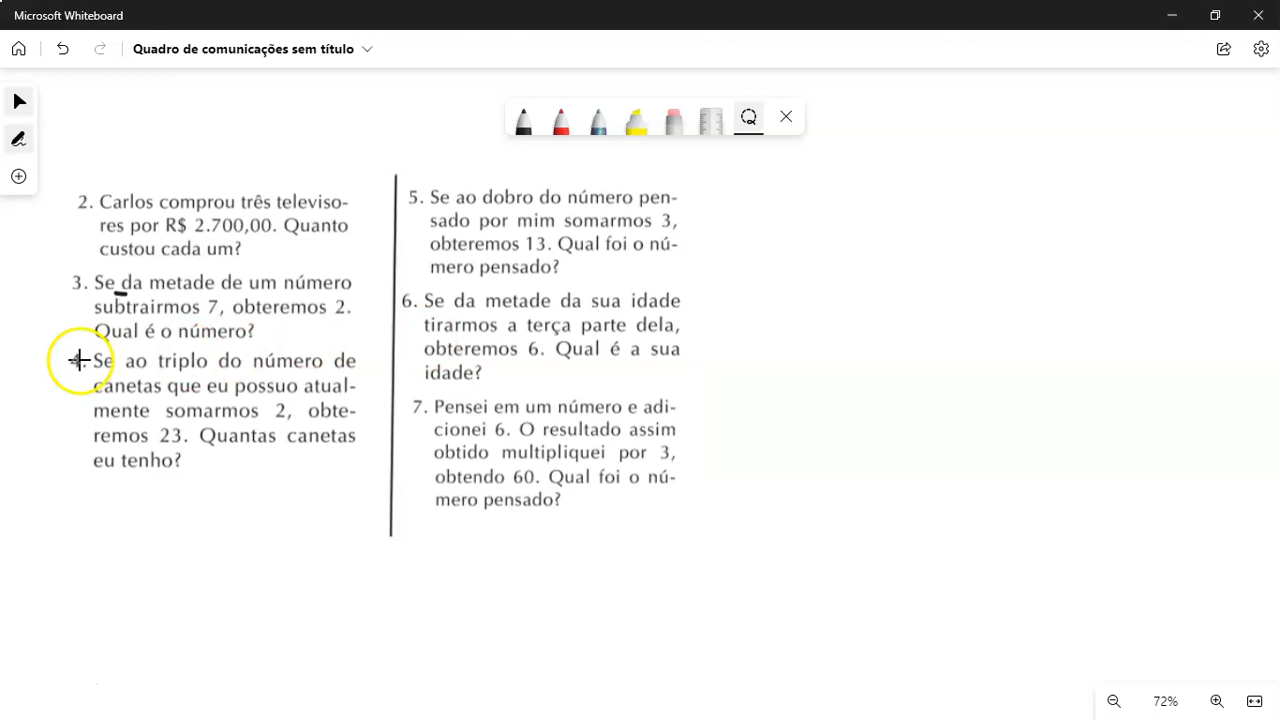 Microsoft Whiteboard
Quadro de comunicações sem título
2. Carlos comprou três televiso-
res por R$ 2.700,00. Quanto
custou cada um?
3. Se da metade de um número
subtrairmos 7, obteremos 2.
Qual é o número?
4. Se ao triplo do número de
canetas que eu possuo atual-
mente somarmos 2, obte-
remos 23. Quantas canetas
eu tenho?
5. Se ao dobro do número pen-
sado por mim somarmos 3,
obteremos 13. Qual foi o nú-
mero pensado?
6. Se da metade da sua idade
tirarmos a terça parte dela,
obteremos 6. Qual é a sua
idade?
7. Pensei em um número e adi-
cionei 6. O resultado assim
obtido multipliquei por 3,
obtendo 60. Qual foi o nú-
mero pensado?
72%